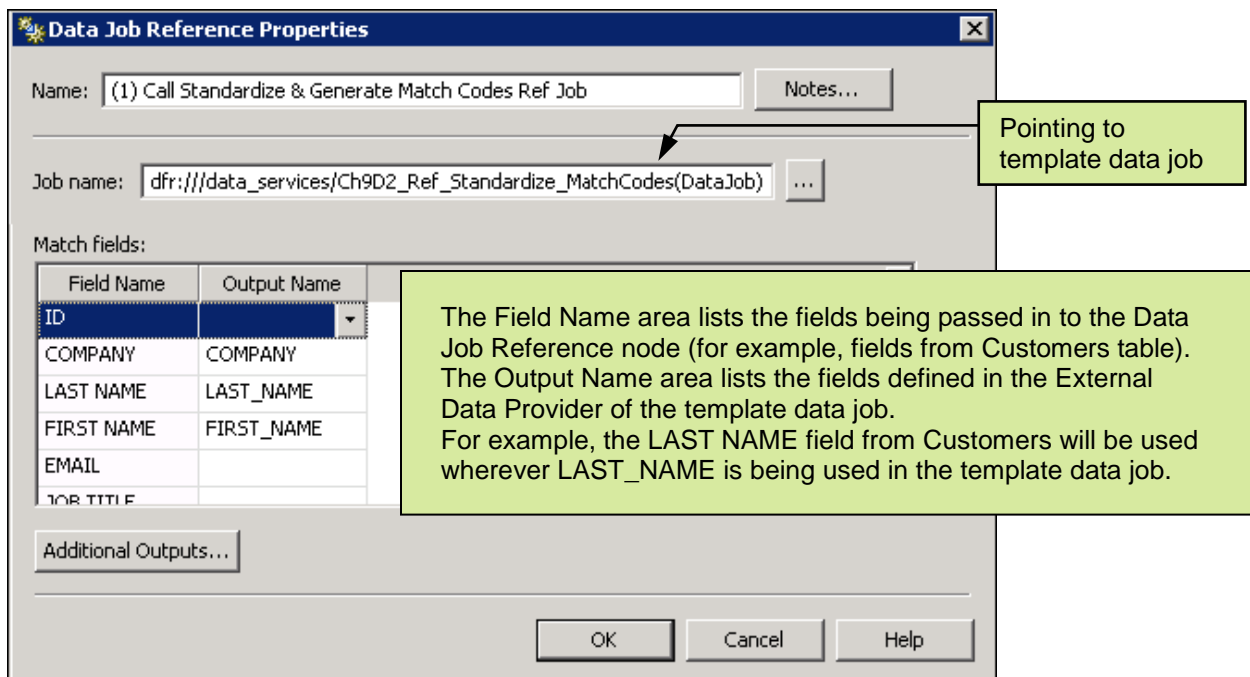 Data Job Reference Properties
Name: (1) Call Standardize & Generate Match Codes Ref Job Notes...
Pointing to
template data job
Job name: dfr:///data_services/Ch9D2_Ref_Standardize_MatchCodes(DataJob) ...
Match fields:
Field Name Output Name
ID
COMPANY COMPANY
LAST NAME LAST_NAME
FIRST NAME FIRST_NAME
EMAIL
JOB TITLE
The Field Name area lists the fields being passed in to the Data
Job Reference node (for example, fields from Customers table).
The Output Name area lists the fields defined in the External
Data Provider of the template data job.
For example, the LAST NAME field from Customers will be used
wherever LAST_NAME is being used in the template data job.
Additional Outputs...
OK Cancel Help